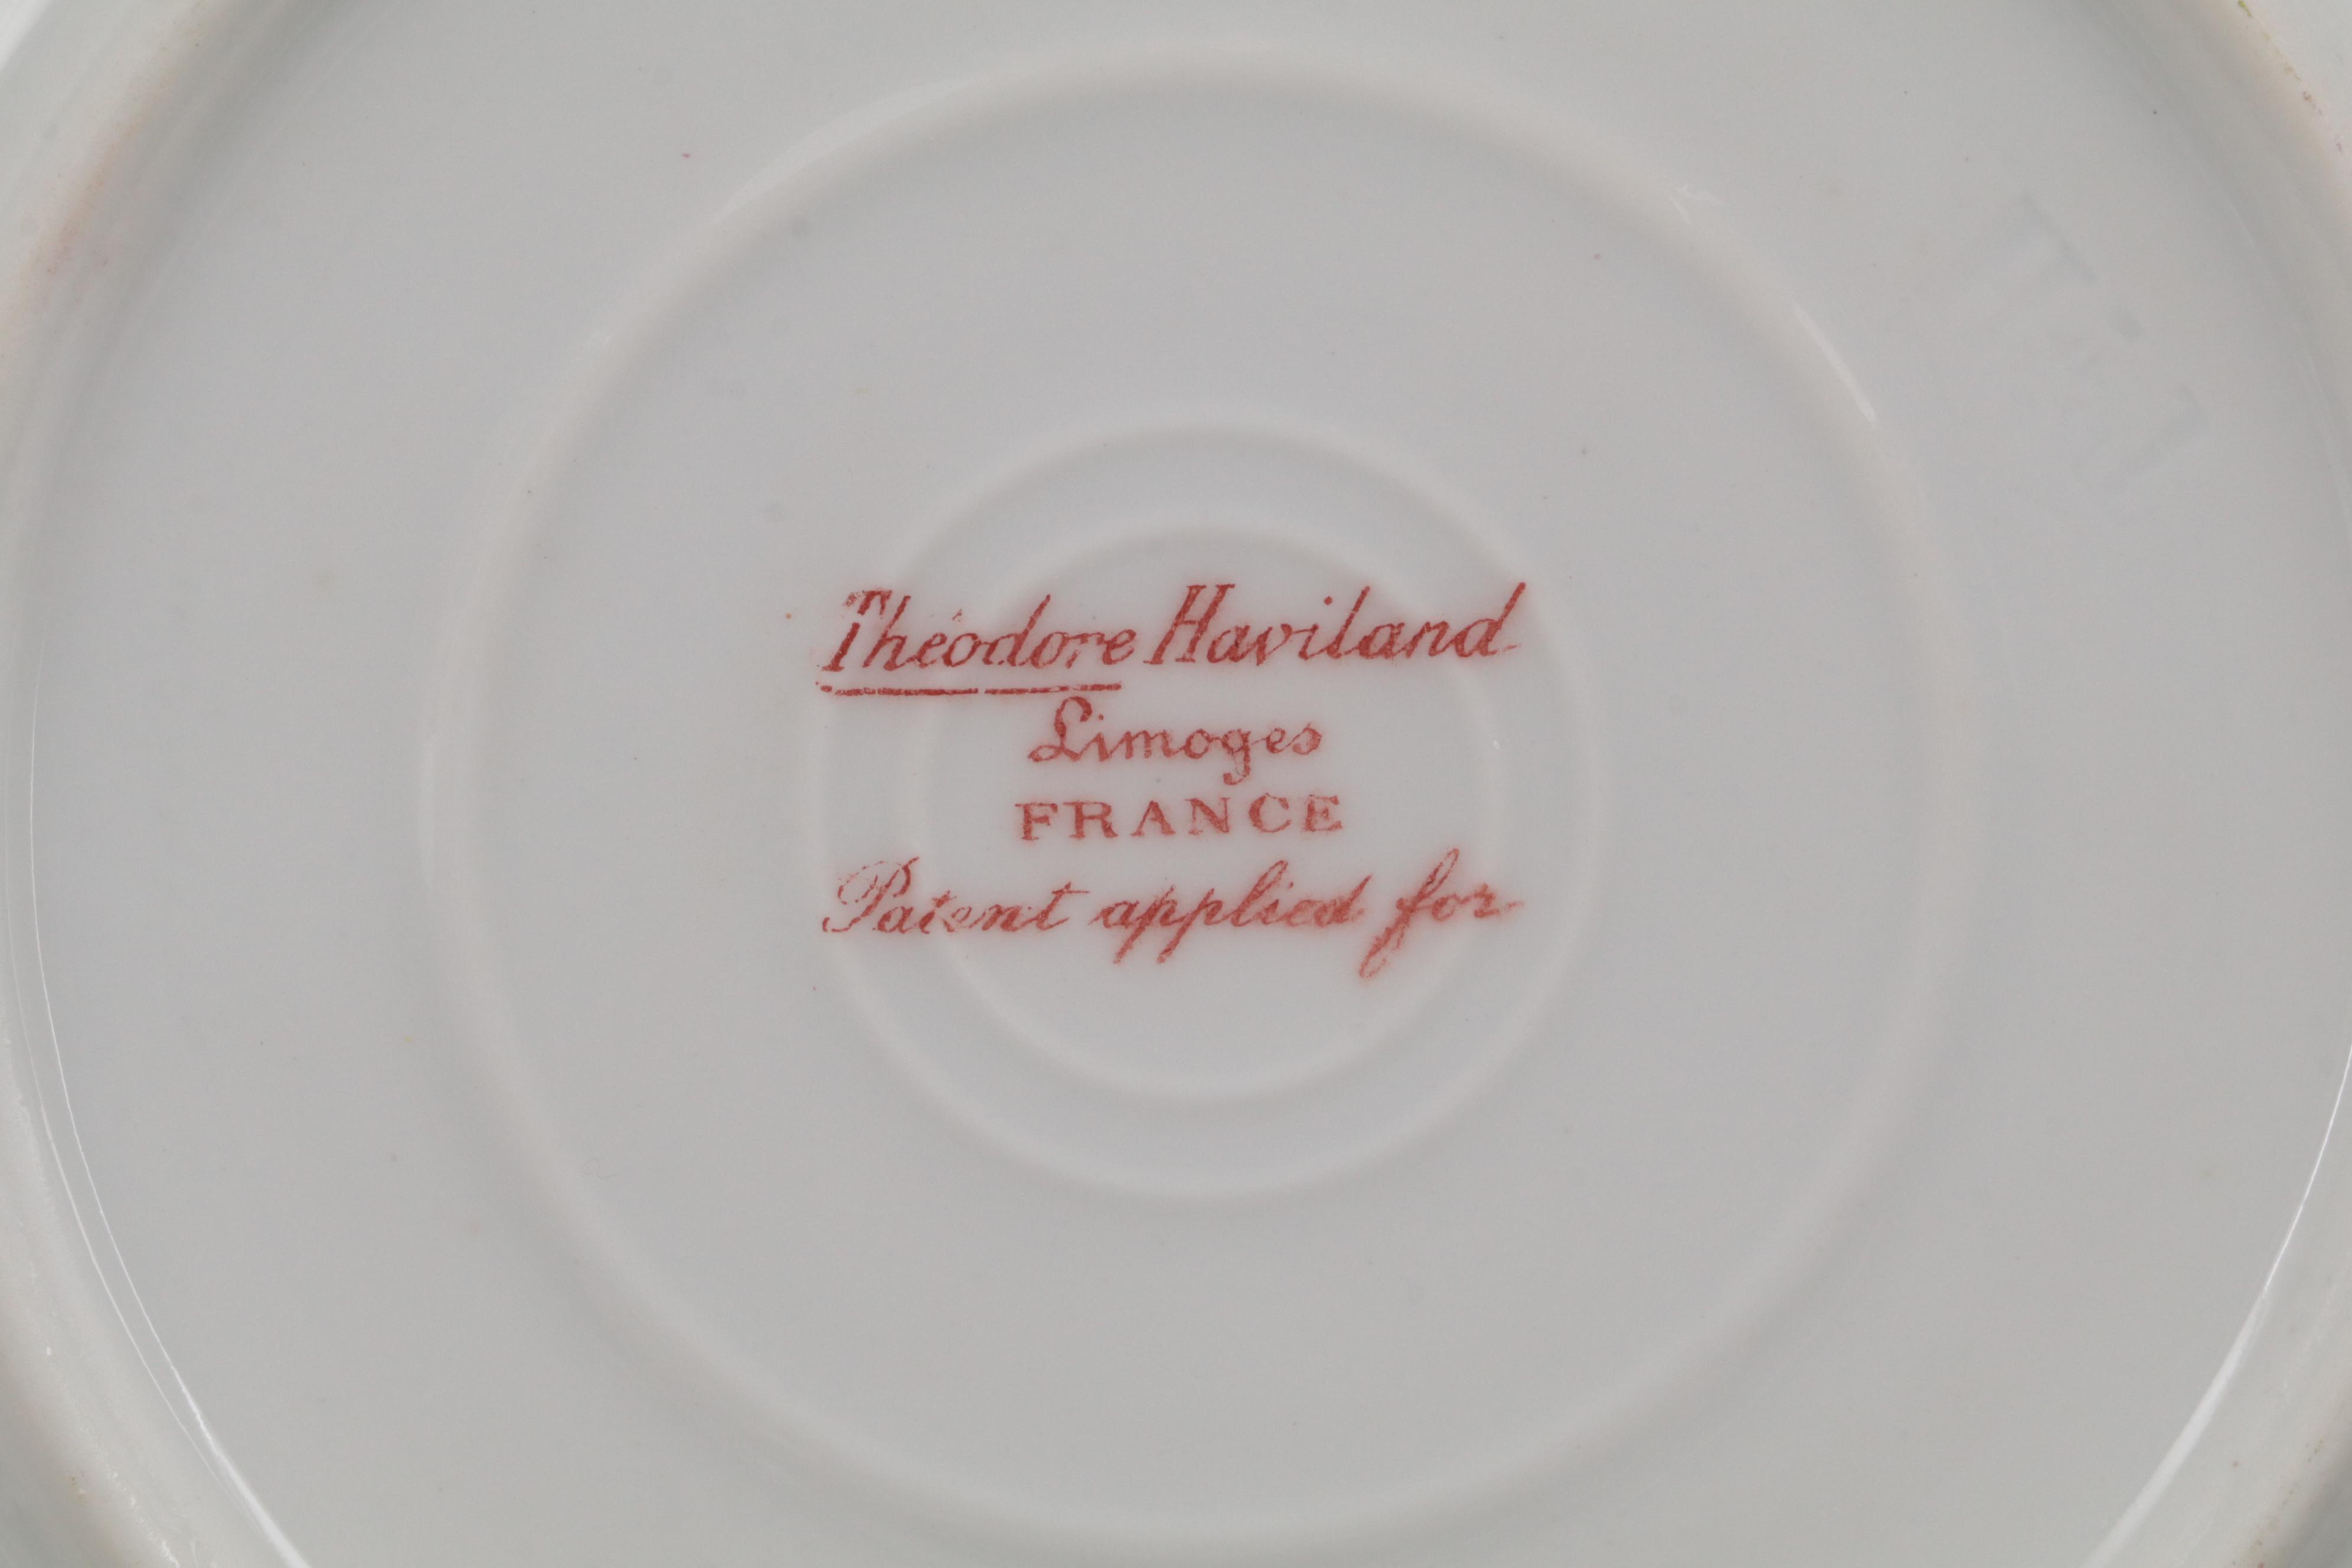 Théodore Haviland
Limoges
FRANCE
Patent applied for